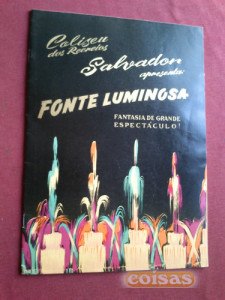 Coliseu
dos Recreios
Salvador
apresenta:
FONTE LUMINOSA
FANTASIA DE GRANDE
ESPECTÁCULO!
coisas